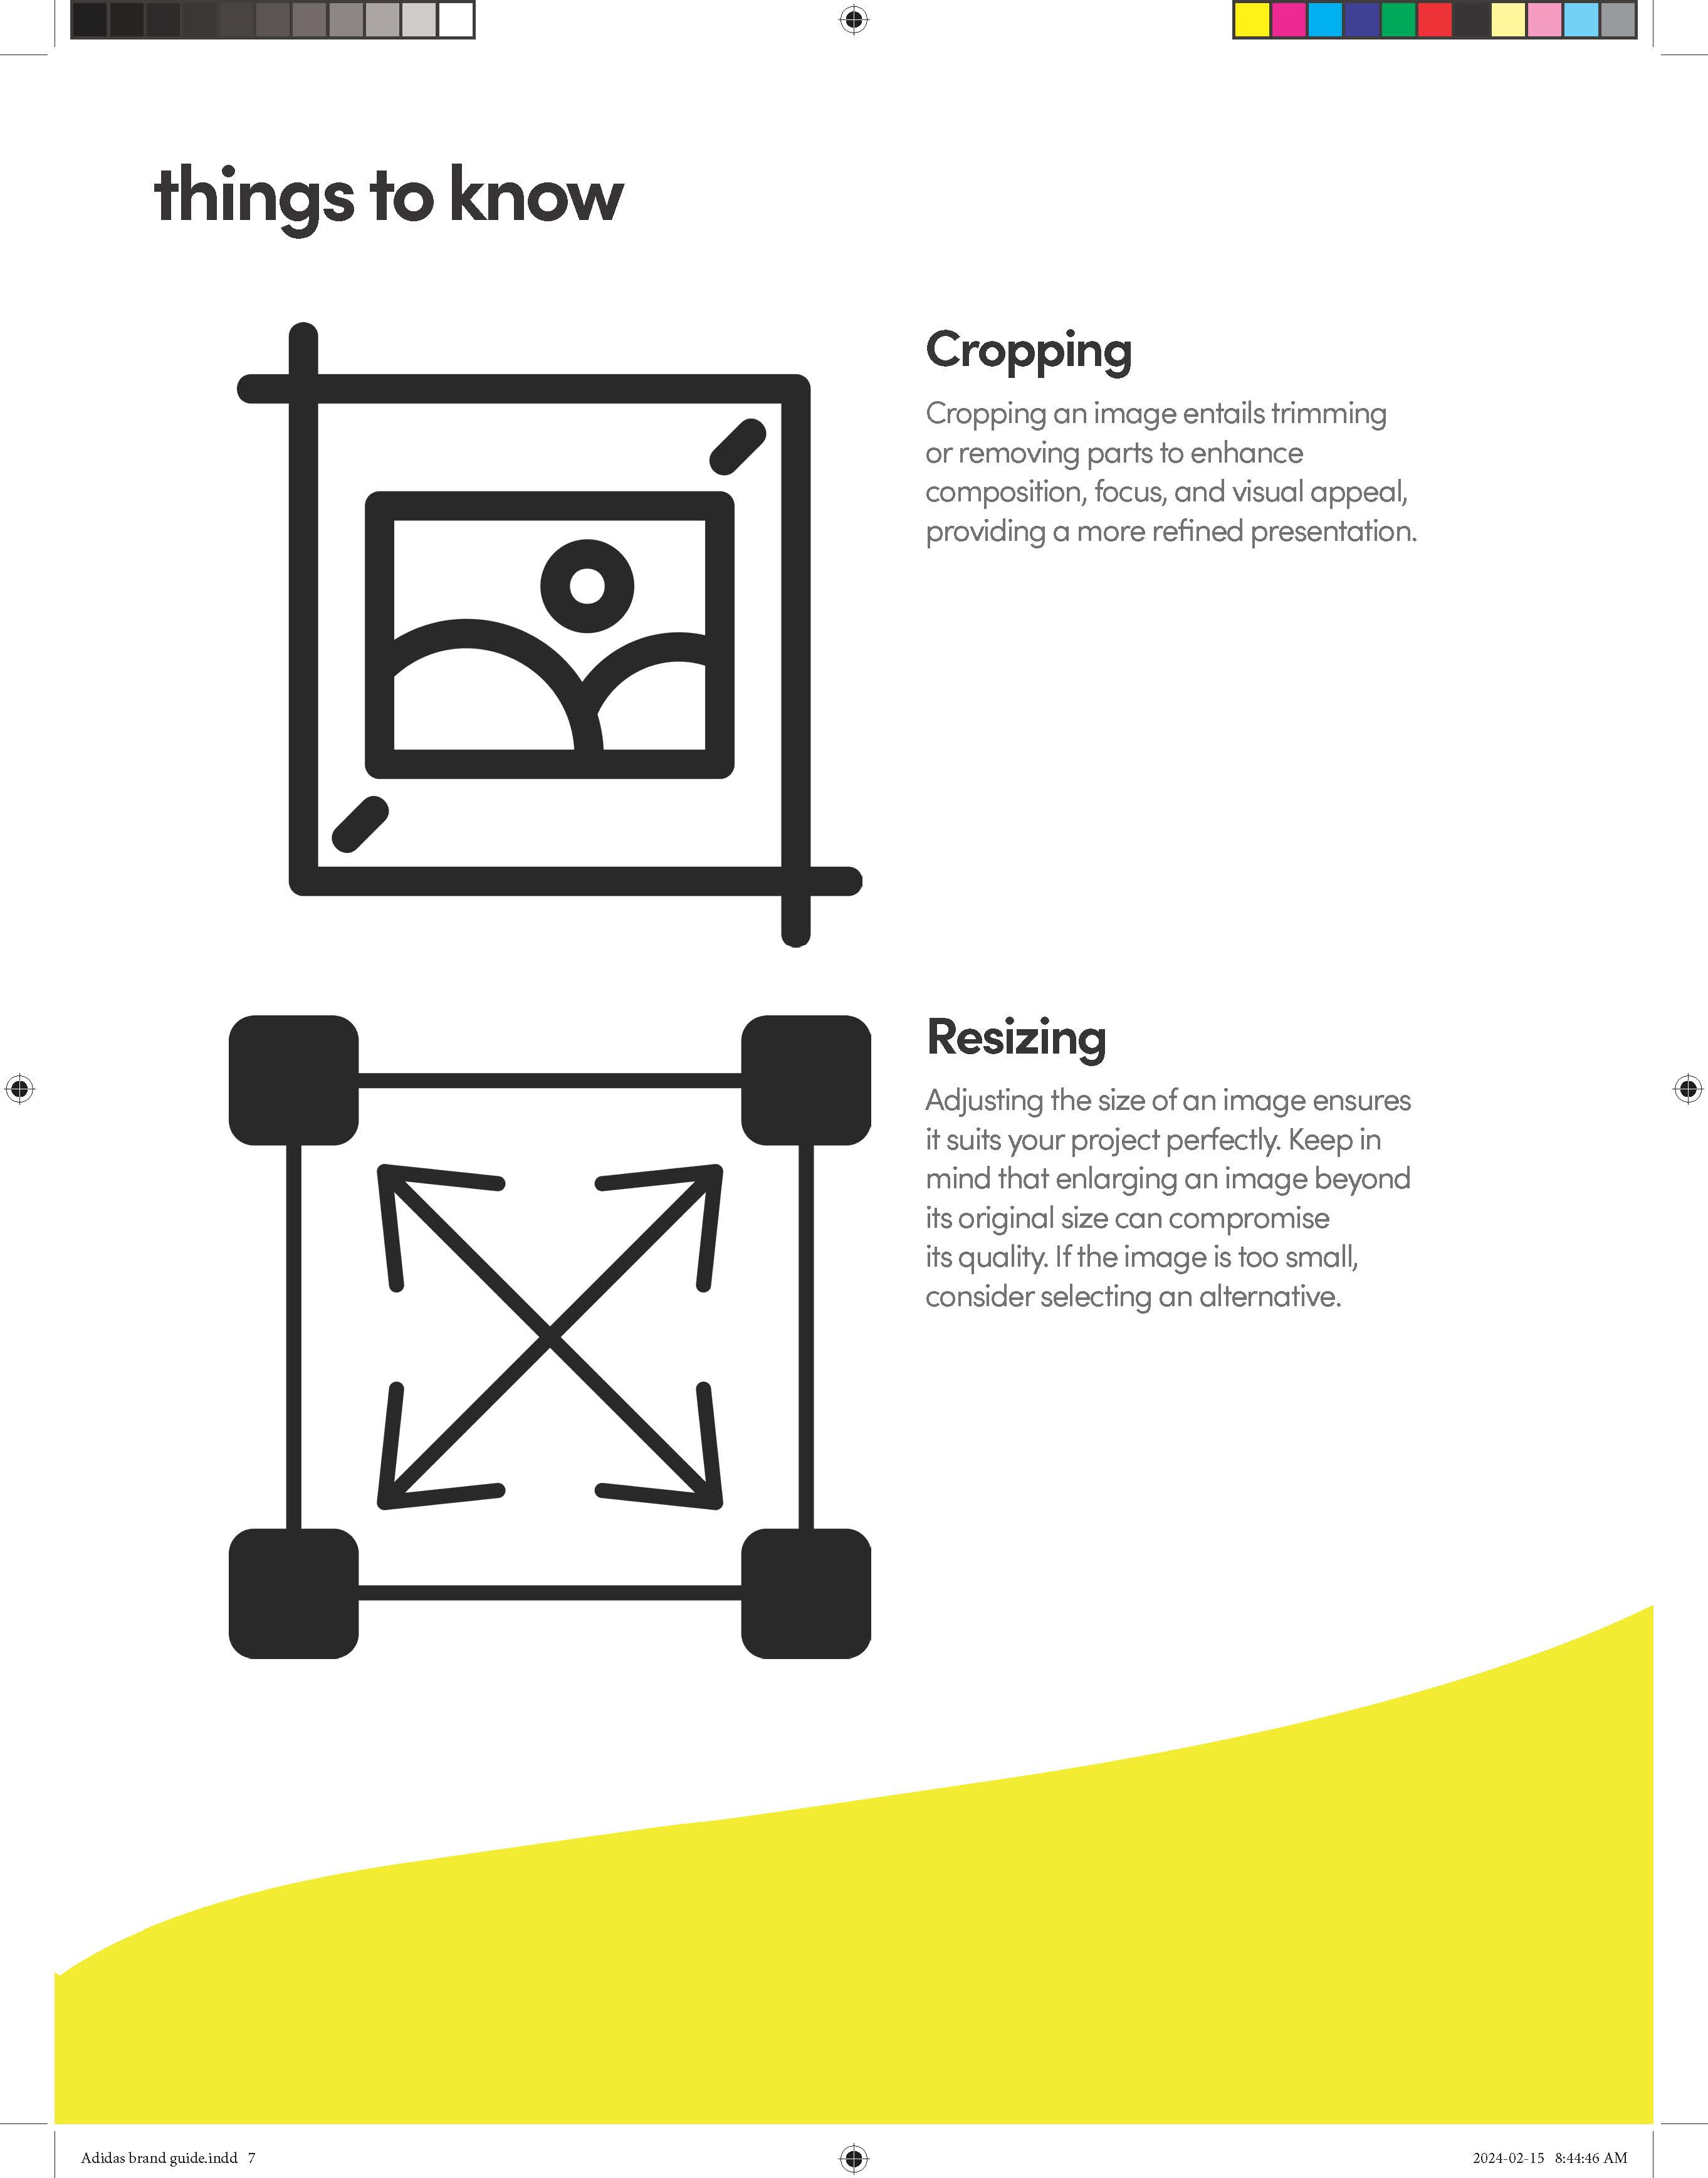 things to know
Cropping
Cropping an image entails trimming
or removing parts to enhance
composition, focus, and visual appeal,
providing a more refined presentation.
Resizing
Adjusting the size of an image ensures
it suits your project perfectly. Keep in
mind that enlarging an image beyond
its original size can compromise
its quality. If the image is too small,
consider selecting an alternative.
Adidas brand guide.indd   7
2024-02-15   8:44:46 AM